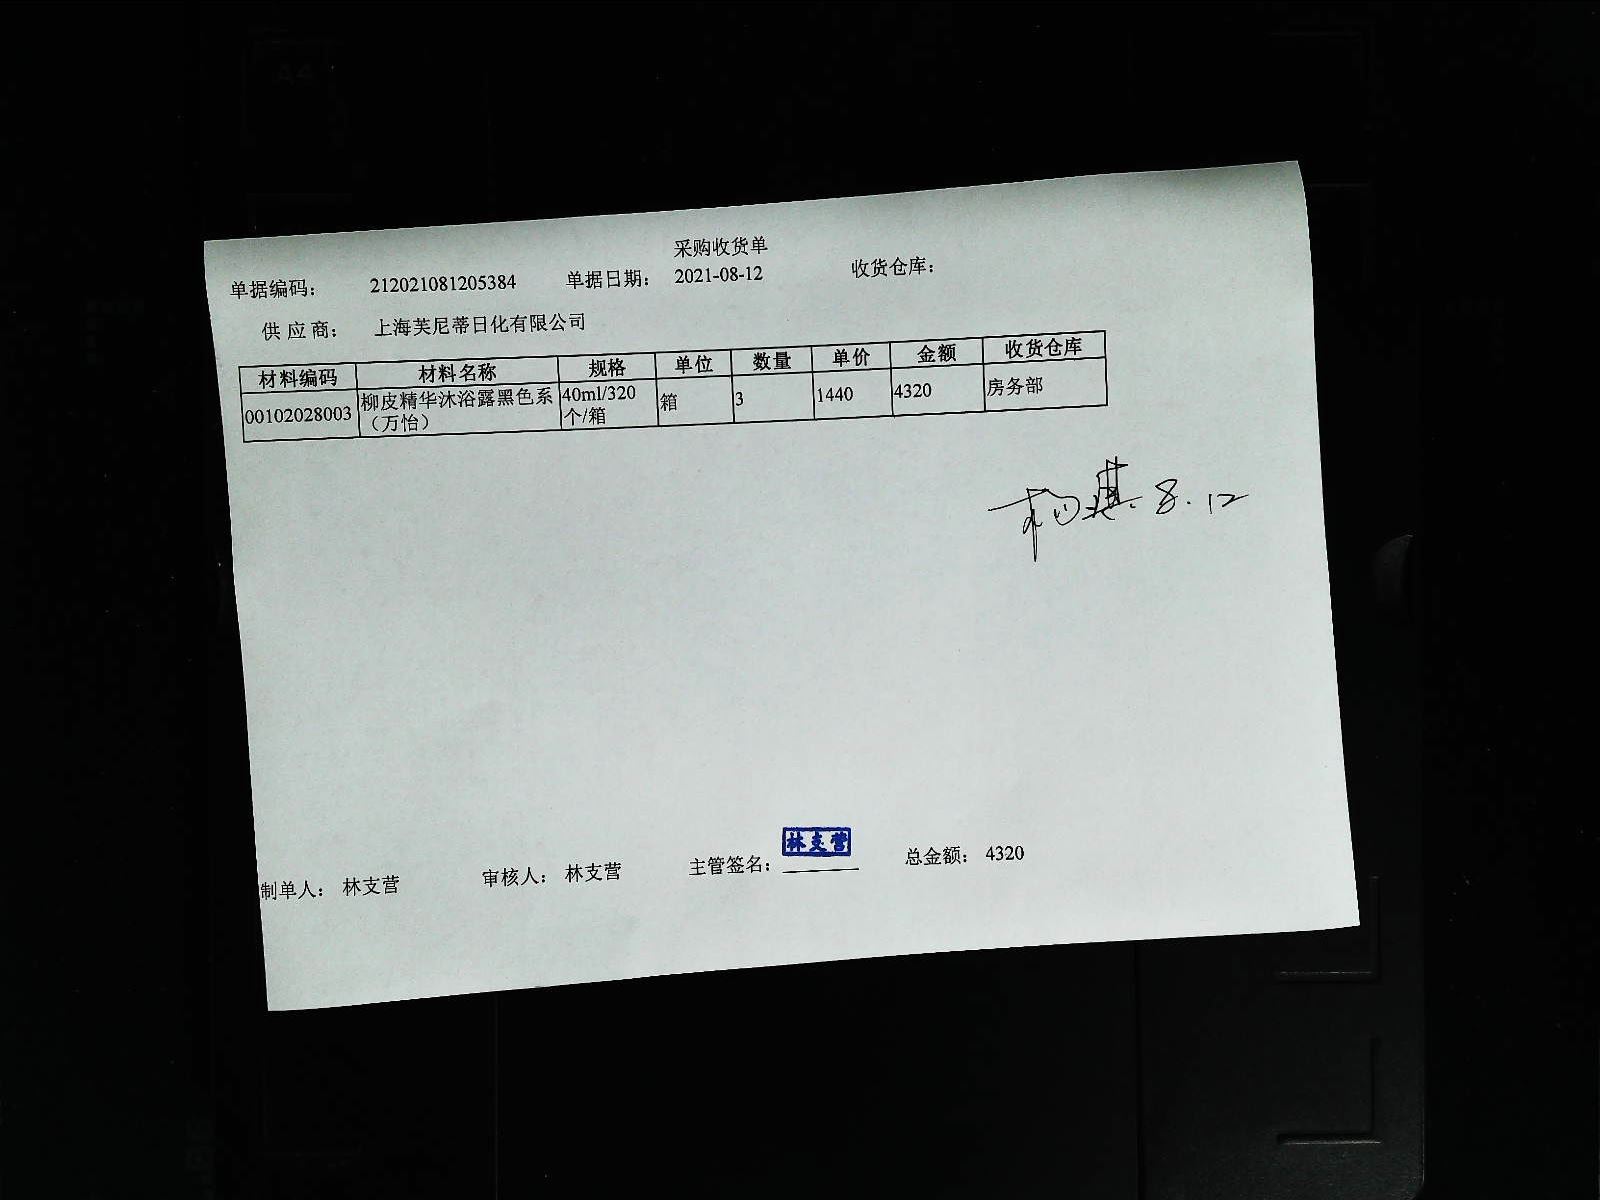 采购收货单
单据编码： 212021081205384 单据日期： 2021-08-12 收货仓库：
供 应 商： 上海芙尼蒂日化有限公司
材料编码 材料名称 规格 单位 数量 单价 金额 收货仓库
00102028003 柳皮精华沐浴露黑色系（万怡） 40ml/320个/箱 箱 3 1440 4320 房务部
杨 8.12
林支营
制单人： 林支营 审核人： 林支营 主管签名： 总金额： 4320